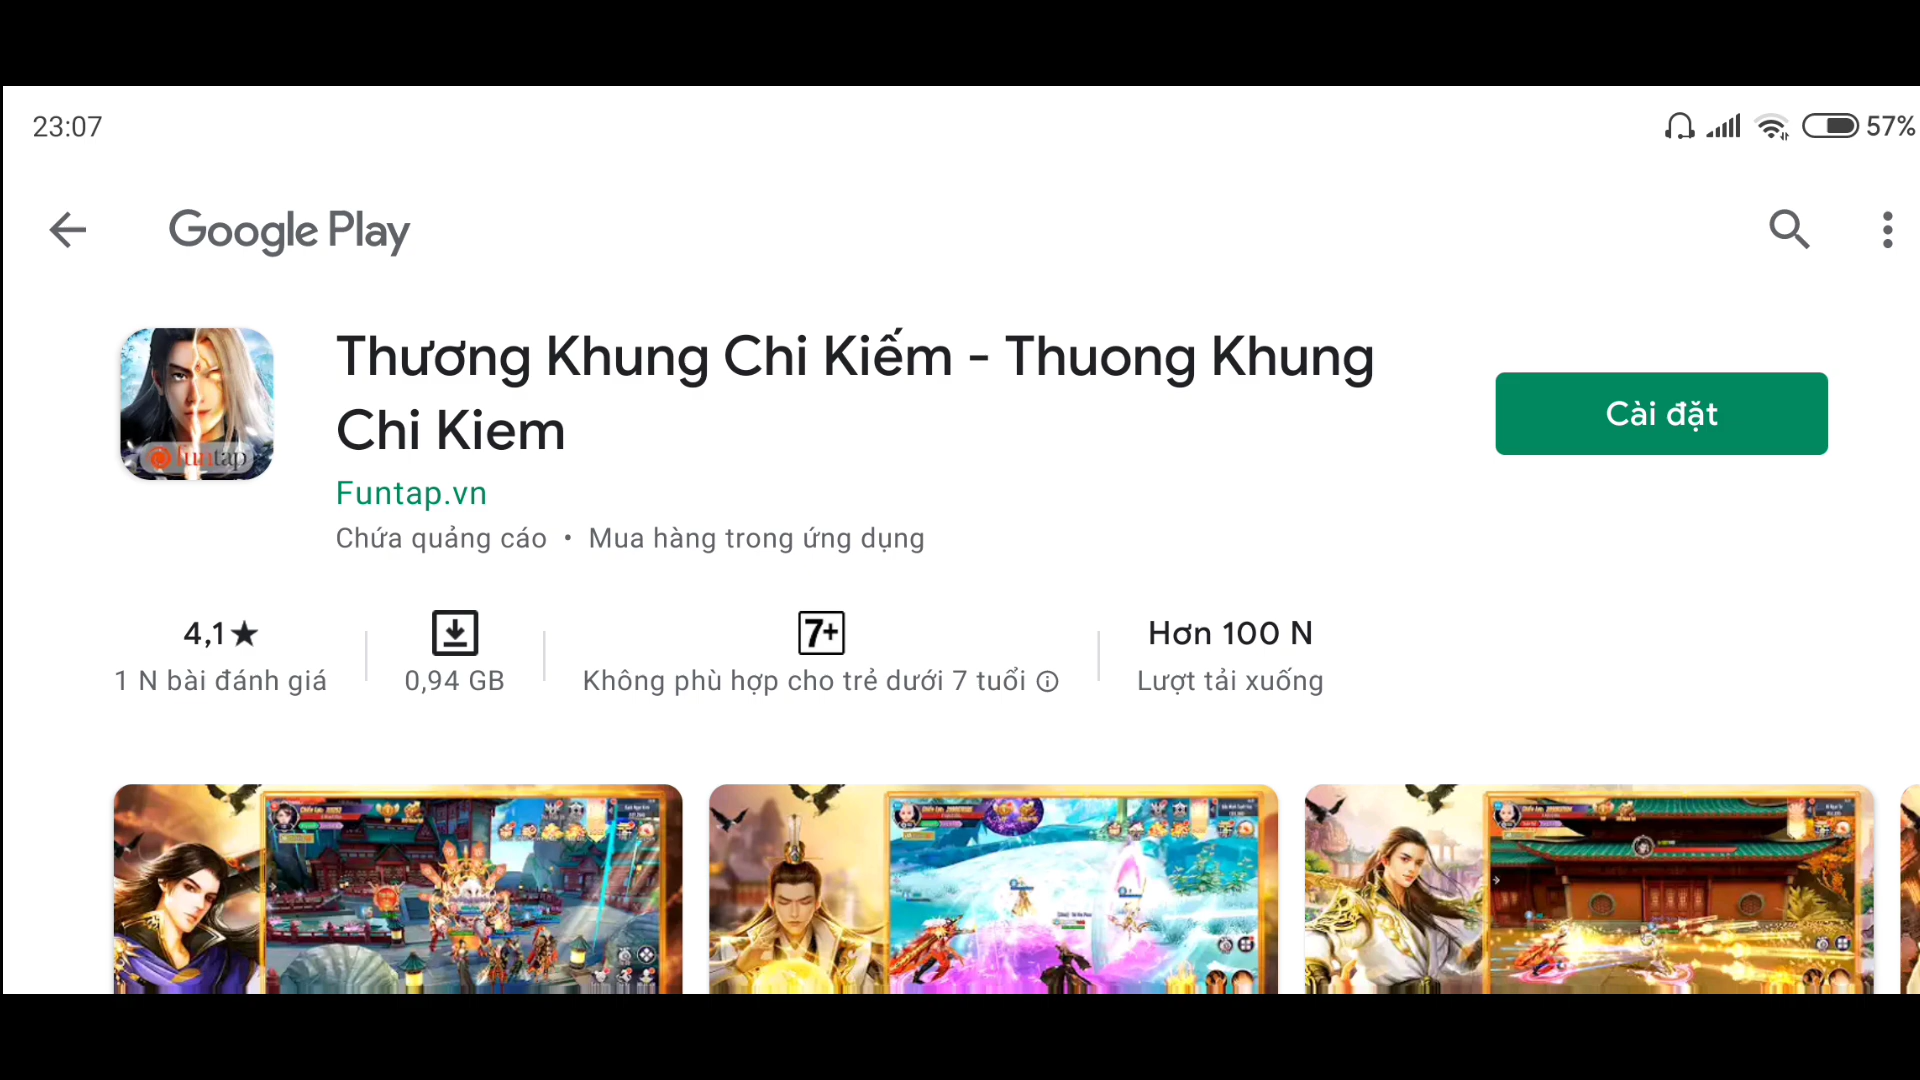 23:07
57%
Google Play
Thương Khung Chi Kiếm - Thuong Khung
Chi Kiem
Cài đặt
funtap
Funtap.vn
Chứa quảng cáo • Mua hàng trong ứng dụng
4,1★
7+
Hơn 100 N
1 N bài đánh giá
0,94 GB
Không phù hợp cho trẻ dưới 7 tuổi
Lượt tải xuống